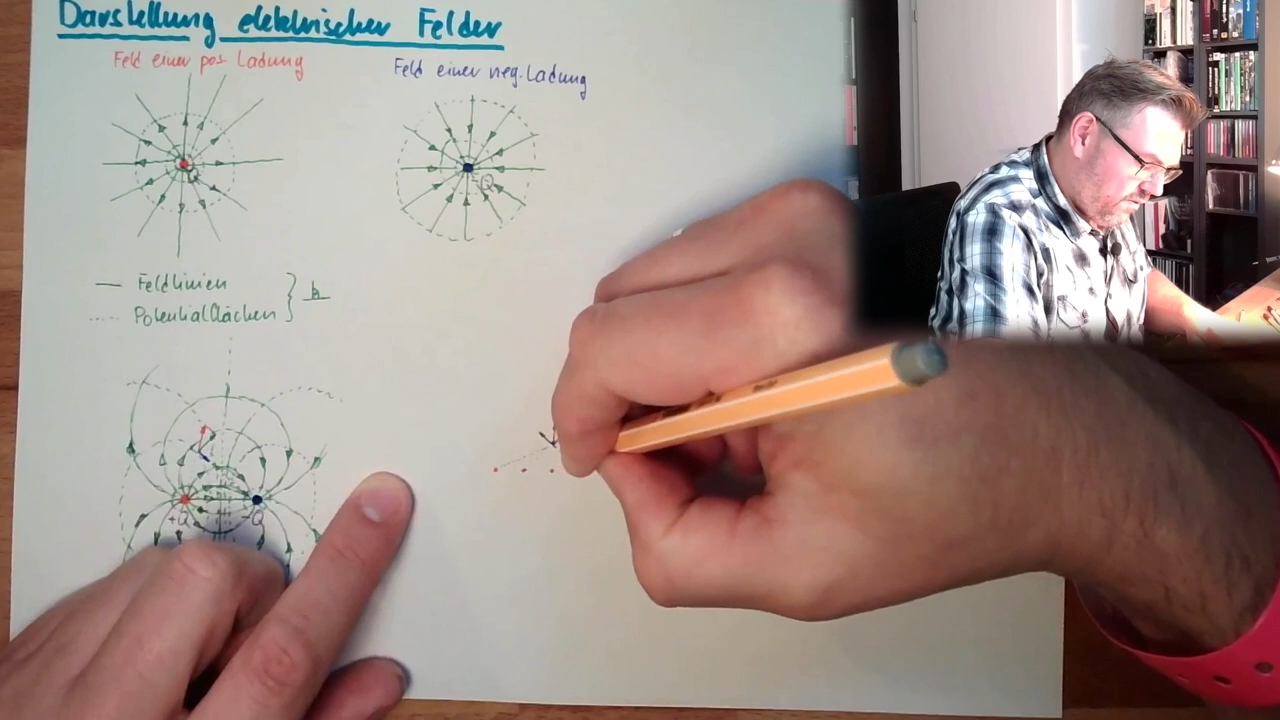 Darstellung elektrischer Felder
Feld einer pos. Ladung
Feld einer neg. Ladung
Q
-Q
Feldlinien
Potentialflächen
+Q
-Q